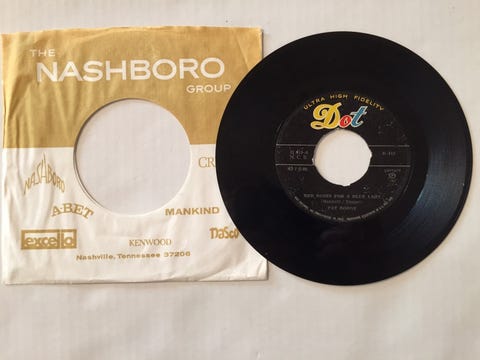 THE
NASHBORO
GROUP
CR
NASHBORO
A-BET
MANKIND
excello
KENWOOD
nasco
Nashville, Tennessee 37206
ULTRA HIGH FIDELITY
Dot
RED ROSES FOR A BLUE LADY
PAT BOONE